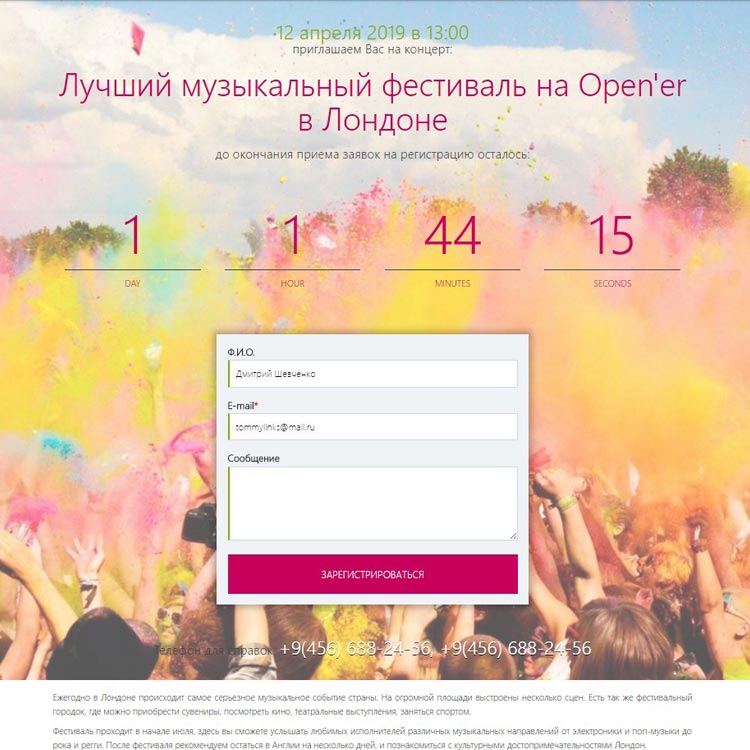 12 апреля 2019 в 13:00
приглашаем Вас на концерт:
Лучший музыкальный фестиваль на Open'er
в Лондоне
до окончания приема заявок на регистрацию осталось:
1 1 44 15
DAY HOUR MINUTES SECONDS
Ф.И.О.
Дмитрий Шевченко
E-mail*
tommylinks@mail.ru
Сообщение
ЗАРЕГИСТРИРОВАТЬСЯ
Телефон для справок: +9(456) 688-24-56, +9(456) 688-24-56
Ежегодно в Лондоне происходит самое серьезное музыкальное событие страны. На огромной площади выстроены несколько сцен. Есть так же фестивальный
городок, где можно приобрести сувениры, посмотреть кино, театральные выступления, заняться спортом.
Фестиваль проходит в начале июля, здесь вы сможете услышать любимых исполнителей различных музыкальных направлений от электроники и поп-музыки до
рока и регги. После фестиваля рекомендуем остаться в Англии на несколько дней, и познакомиться с культурными достопримечательностями Лондон.